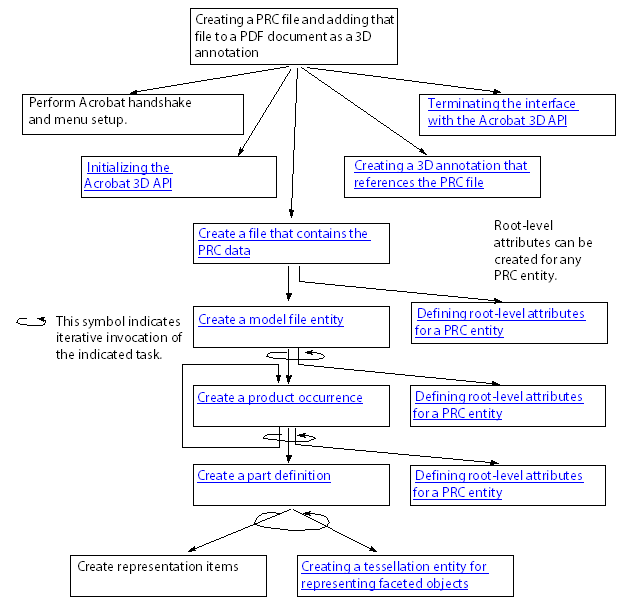 Creating a PRC file and adding that
file to a PDF document as a 3D
annotation
Perform Acrobat handshake
and menu setup.
Terminating the interface
with the Acrobat 3D API
Initializing the
Acrobat 3D API
Creating a 3D annotation that
references the PRC file
Create a file that contains the
PRC data
Root-level
attributes can be
created for any
PRC entity.
This symbol indicates
iterative invocation of
the indicated task.
Create a model file entity
Defining root-level attributes
for a PRC entity
Create a product occurrence
Defining root-level attributes
for a PRC entity
Create a part definition
Defining root-level attributes
for a PRC entity
Create representation items
Creating a tessellation entity for
representing faceted objects